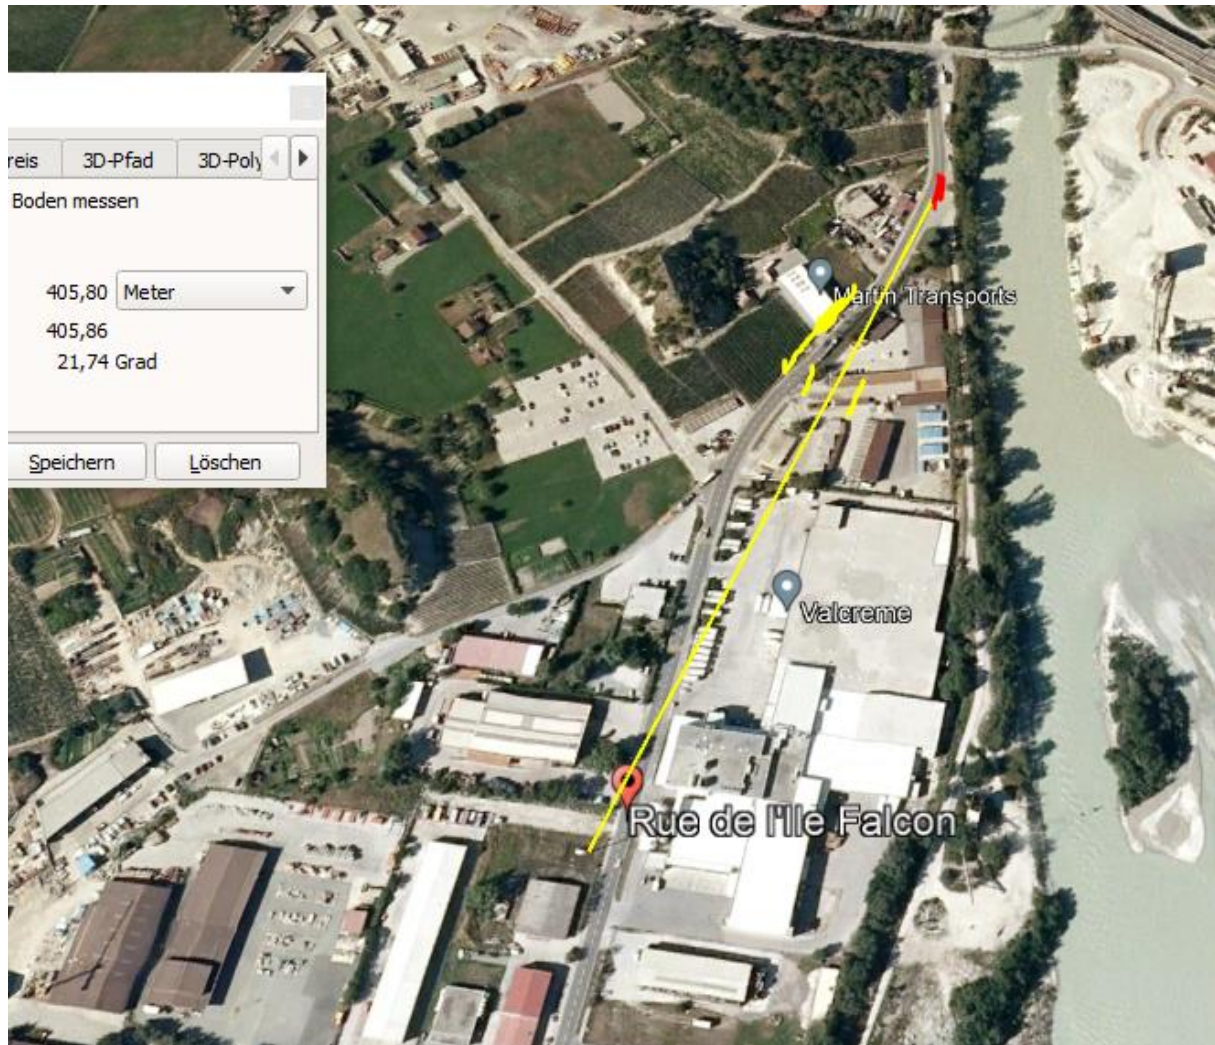 reis 3D-Pfad 3D-Poly
Boden messen
405,80 Meter
405,86
21,74 Grad
Speichern Löschen
Martin Transports
Valcreme
Rue de l'Ile Falcon